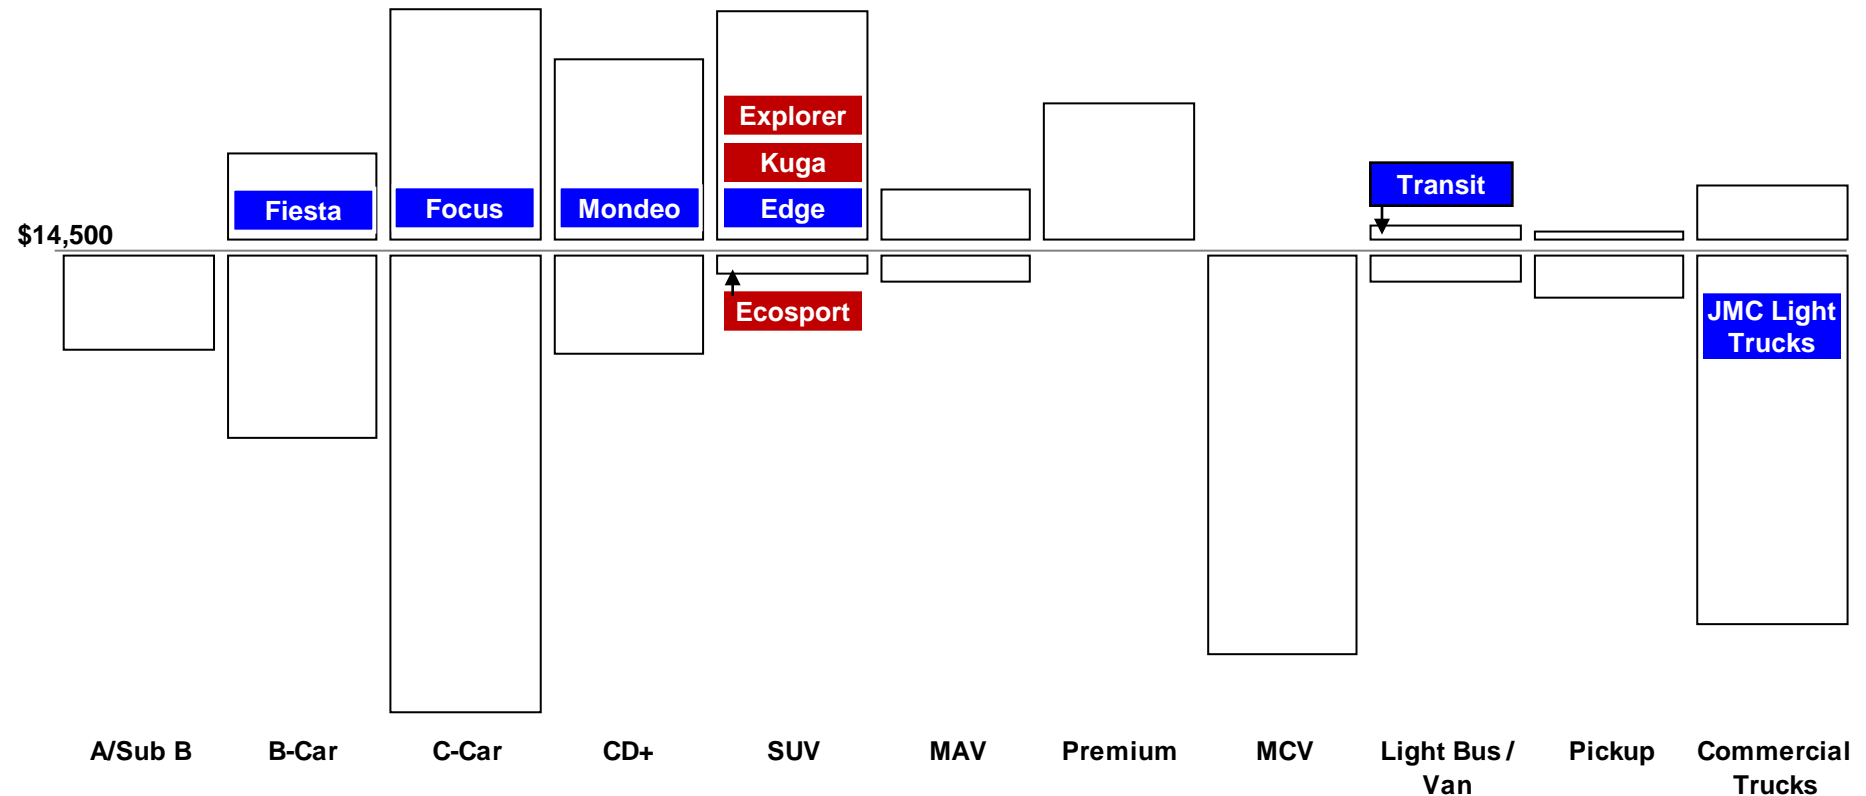 Explorer
Kuga
Fiesta
Focus
Mondeo
Edge
Transit
$14,500
Ecosport
JMC Light
Trucks
A/Sub B
B-Car
C-Car
CD+
SUV
MAV
Premium
MCV
Light Bus /
Van
Pickup
Commercial
Trucks